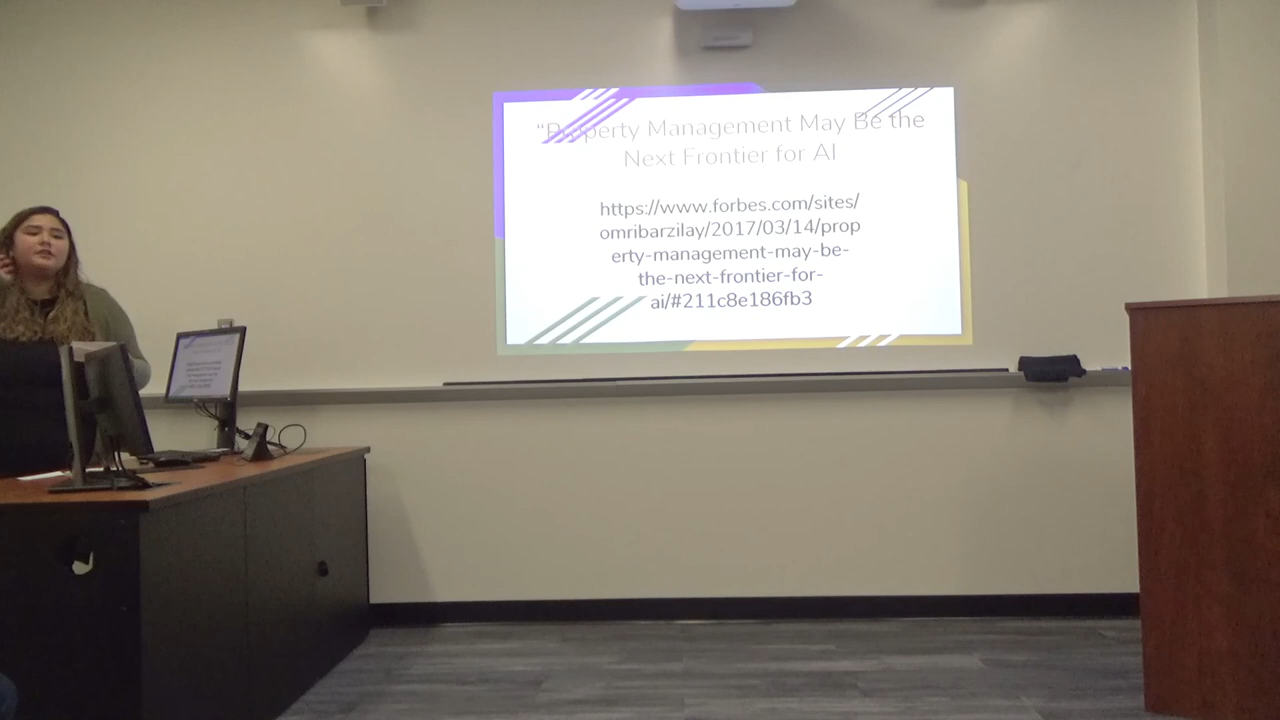 "Property Management May Be the
Next Frontier for AI
https://www.forbes.com/sites/
omribarzilay/2017/03/14/prop
erty-management-may-be-
the-next-frontier-for-
ai/#211c8e186fb3